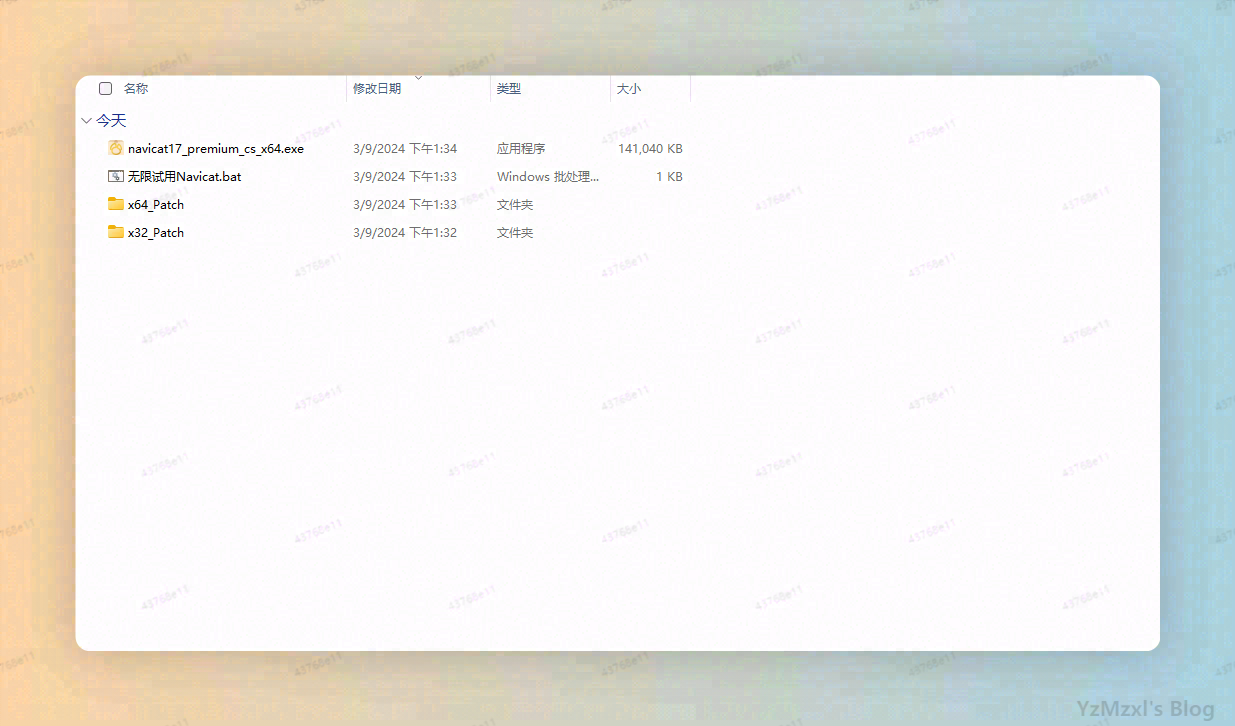 名称 修改日期 类型 大小
今天
navicat17_premium_cs_x64.exe 3/9/2024 下午1:34 应用程序 141,040 KB
无限试用Navicat.bat 3/9/2024 下午1:33 Windows 批处理... 1 KB
x64_Patch 3/9/2024 下午1:33 文件夹
x32_Patch 3/9/2024 下午1:32 文件夹
43768e11
YzMzxl's Blog